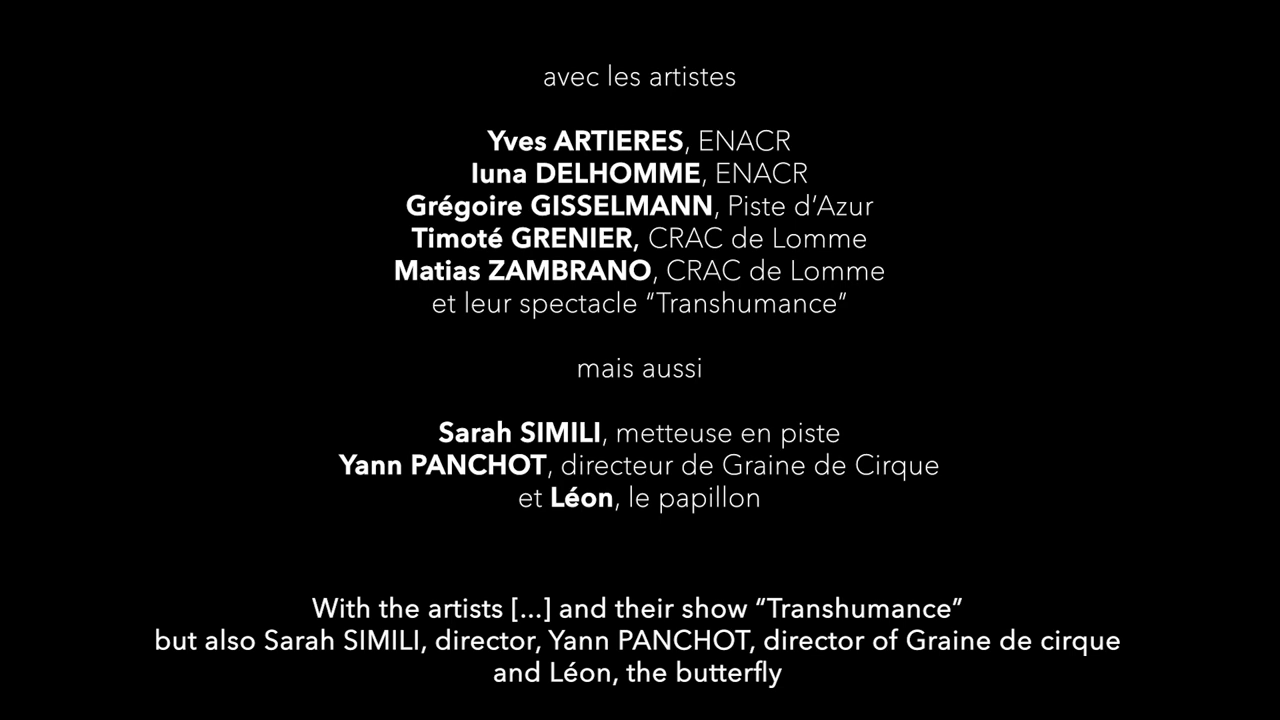 avec les artistes
Yves ARTIERES, ENACR
Iuna DELHOMME, ENACR
Grégoire GISSELMANN, Piste d’Azur
Timoté GRENIER, CRAC de Lomme
Matias ZAMBRANO, CRAC de Lomme
et leur spectacle “Transhumance”
mais aussi
Sarah SIMILI, metteuse en piste
Yann PANCHOT, directeur de Graine de Cirque
et Léon, le papillon
With the artists [...] and their show “Transhumance”
but also Sarah SIMILI, director, Yann PANCHOT, director of Graine de cirque
and Léon, the butterfly